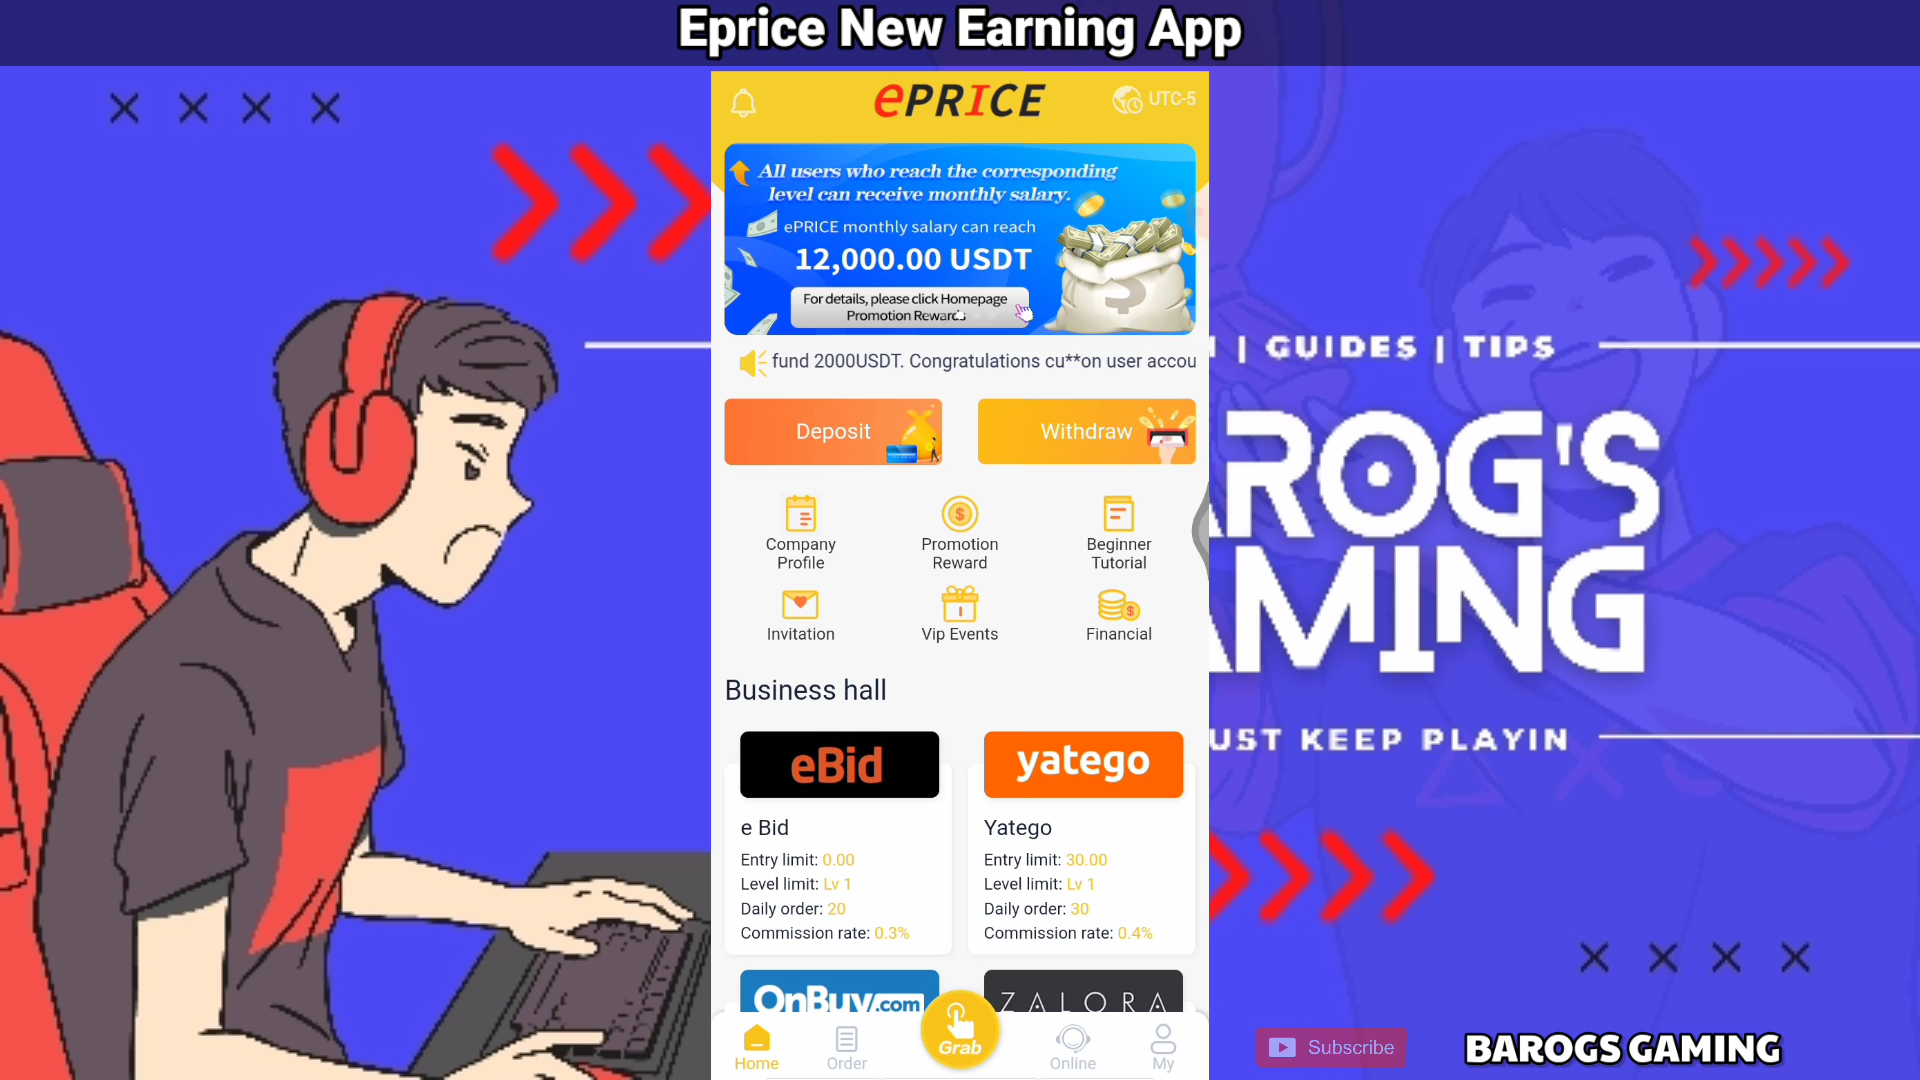 Eprice New Earning App
ePRICE
UTC-5
All users who reach the corresponding
level can receive monthly salary.
ePRICE monthly salary can reach
12,000.00 USDT
For details, please click Homepage
Promotion Rewards
fund 2000USDT. Congratulations cu**on user accou
Deposit
Withdraw
Company
Profile
Promotion
Reward
Beginner
Tutorial
Invitation
Vip Events
Financial
Business hall
eBid
yatego
e Bid
Yatego
Entry limit: 0.00
Entry limit: 30.00
Level limit: Lv 1
Level limit: Lv 1
Daily order: 20
Daily order: 30
Commission rate: 0.3%
Commission rate: 0.4%
OnBuy.com
ZALORA
Grab
Home
Order
Online
My
| GUIDES | TIPS
ROG'S
AMING
UST KEEP PLAYIN
Subscribe
BAROGS GAMING